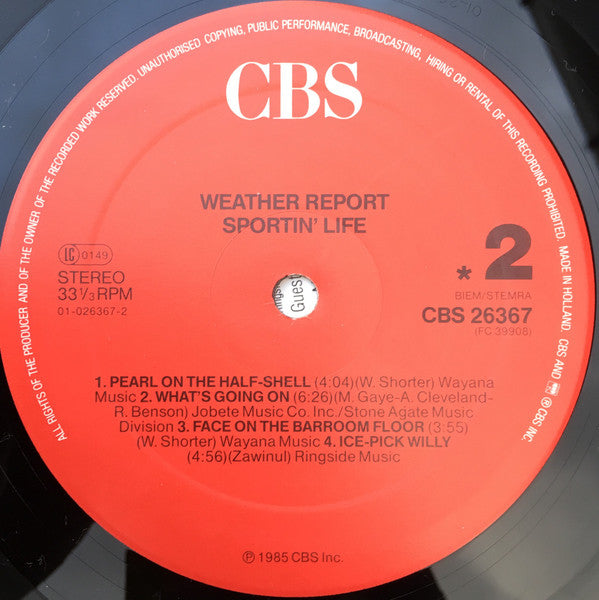 ALL RIGHTS OF THE PRODUCER AND OF THE OWNER OF THE RECORDED WORK RESERVED. UNAUTHORISED COPYING, PUBLIC PERFORMANCE, BROADCASTING, HIRING OR RENTAL OF THIS RECORDING PROHIBITED. MADE IN HOLLAND. CBS AND ℗ CBS INC.
CBS
WEATHER REPORT
SPORTIN' LIFE
LC 0149
STEREO
33 1/3 RPM
01-026367-2
* 2
BIEM/STEMRA
CBS 26367
(FC 39908)
Gues
1. PEARL ON THE HALF-SHELL (4:04)(W. Shorter) Wayana
Music 2. WHAT'S GOING ON (6:26)(M. Gaye-A. Cleveland-
R. Benson) Jobete Music Co. Inc./Stone Agate Music
Division 3. FACE ON THE BARROOM FLOOR (3:55)
(W. Shorter) Wayana Music 4. ICE-PICK WILLY
(4:56)(Zawinul) Ringside Music
℗ 1985 CBS Inc.